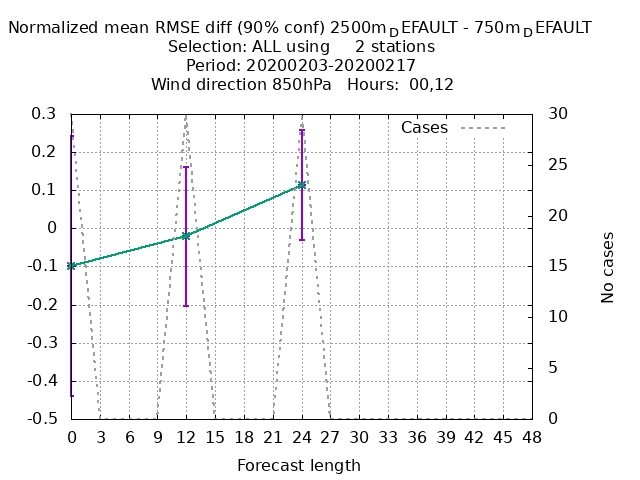 Normalized mean RMSE diff (90% conf) 2500m_DEFAULT - 750m_DEFAULT
Selection: ALL using 2 stations
Period: 20200203-20200217
Wind direction 850hPa Hours: 00,12
Cases
0.3
0.2
0.1
0
-0.1
-0.2
-0.3
-0.4
-0.5
30
25
20
15
10
5
0
No cases
0 3 6 9 12 15 18 21 24 27 30 33 36 39 42 45 48
Forecast length